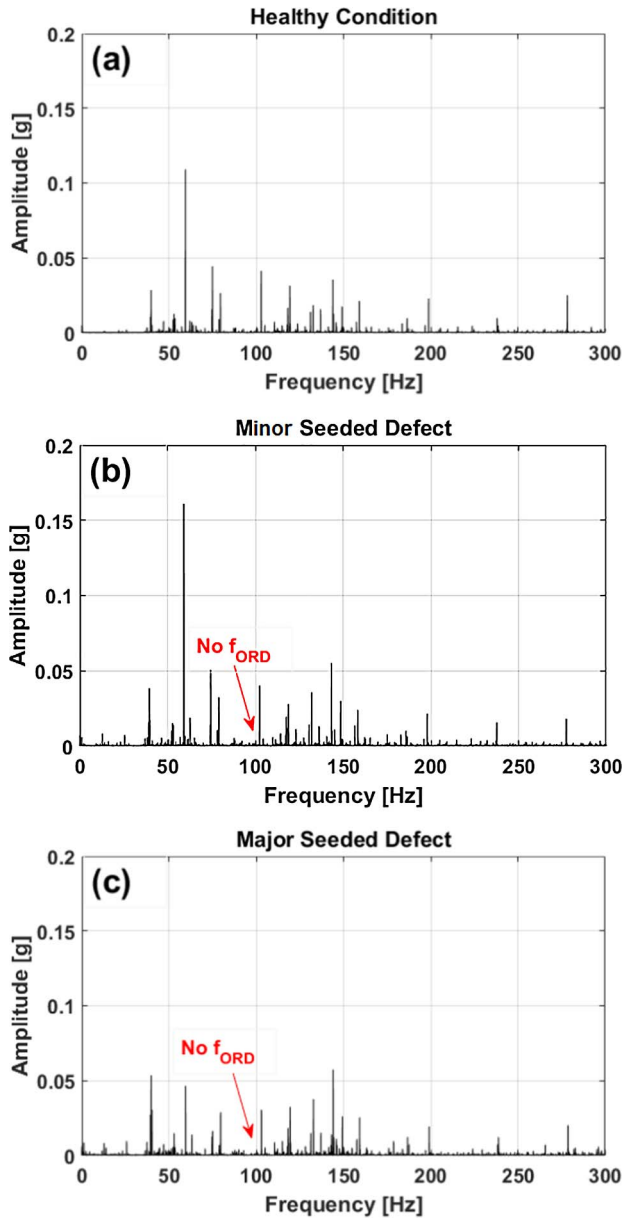 Healthy Condition
(a)
0.2
0.15
0.1
0.05
0
Amplitude [g]
0 50 100 150 200 250 300
Frequency [Hz]
Minor Seeded Defect
(b)
0.2
0.15
0.1
0.05
0
Amplitude [g]
No fORD
0 50 100 150 200 250 300
Frequency [Hz]
Major Seeded Defect
(c)
0.2
0.15
0.1
0.05
0
Amplitude [g]
No fORD
0 50 100 150 200 250 300
Frequency [Hz]